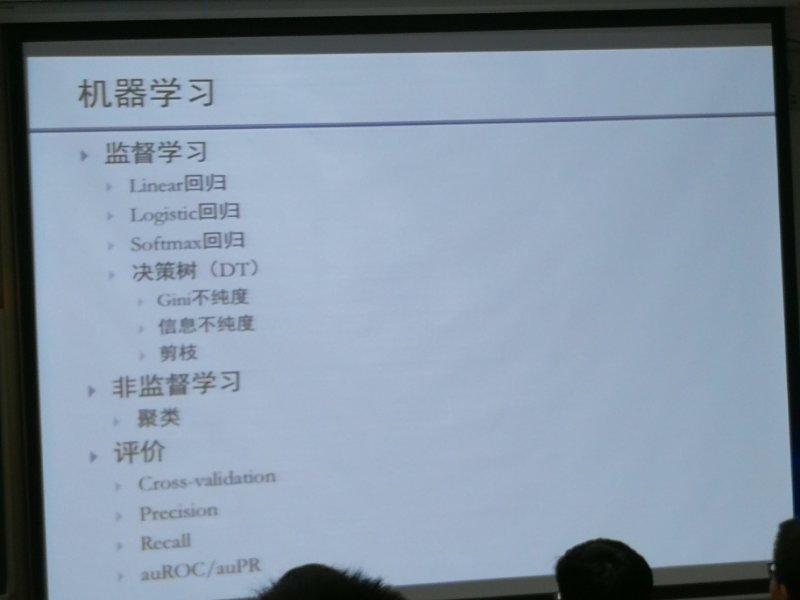 机器学习
监督学习
Linear回归
Logistic回归
Softmax回归
决策树（DT）
Gini不纯度
信息不纯度
剪枝
非监督学习
聚类
评价
Cross-validation
Precision
Recall
auROC/auPR